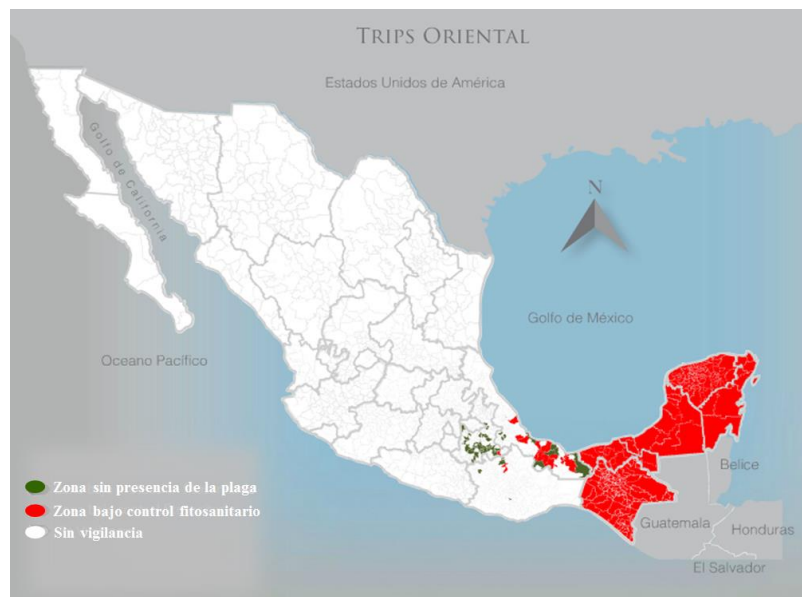 TRIPS ORIENTAL
Estados Unidos de América
Golfo de California
N
Golfo de México
Oceano Pacífico
Belice
Zona sin presencia de la plaga
Zona bajo control fitosanitario
Sin vigilancia
Guatemala
Honduras
El Salvador